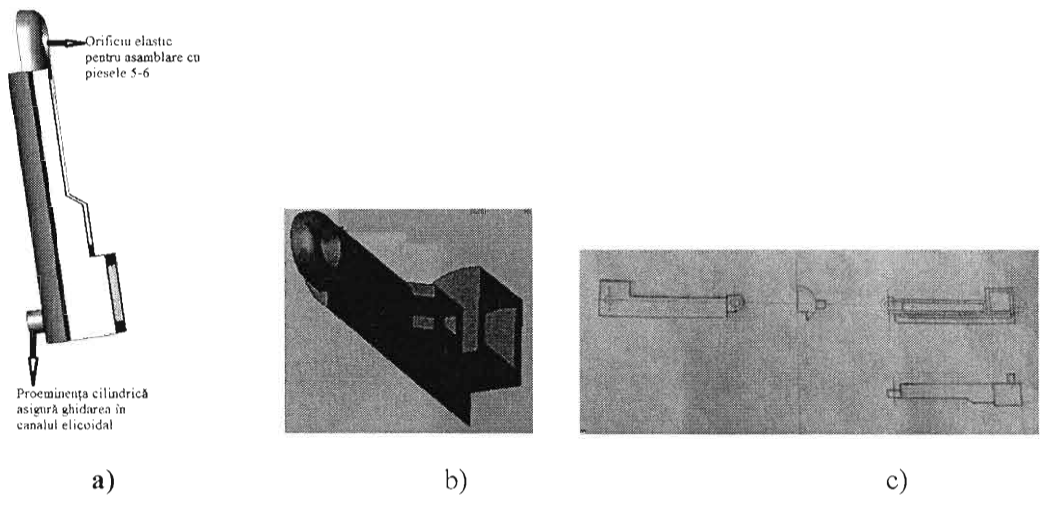 Orificiu elastic
pentru asamblare cu
piesele 5-6
Proeminența cilindrică
asigură ghidarea în
canalul elicoidal
a)
b)
c)